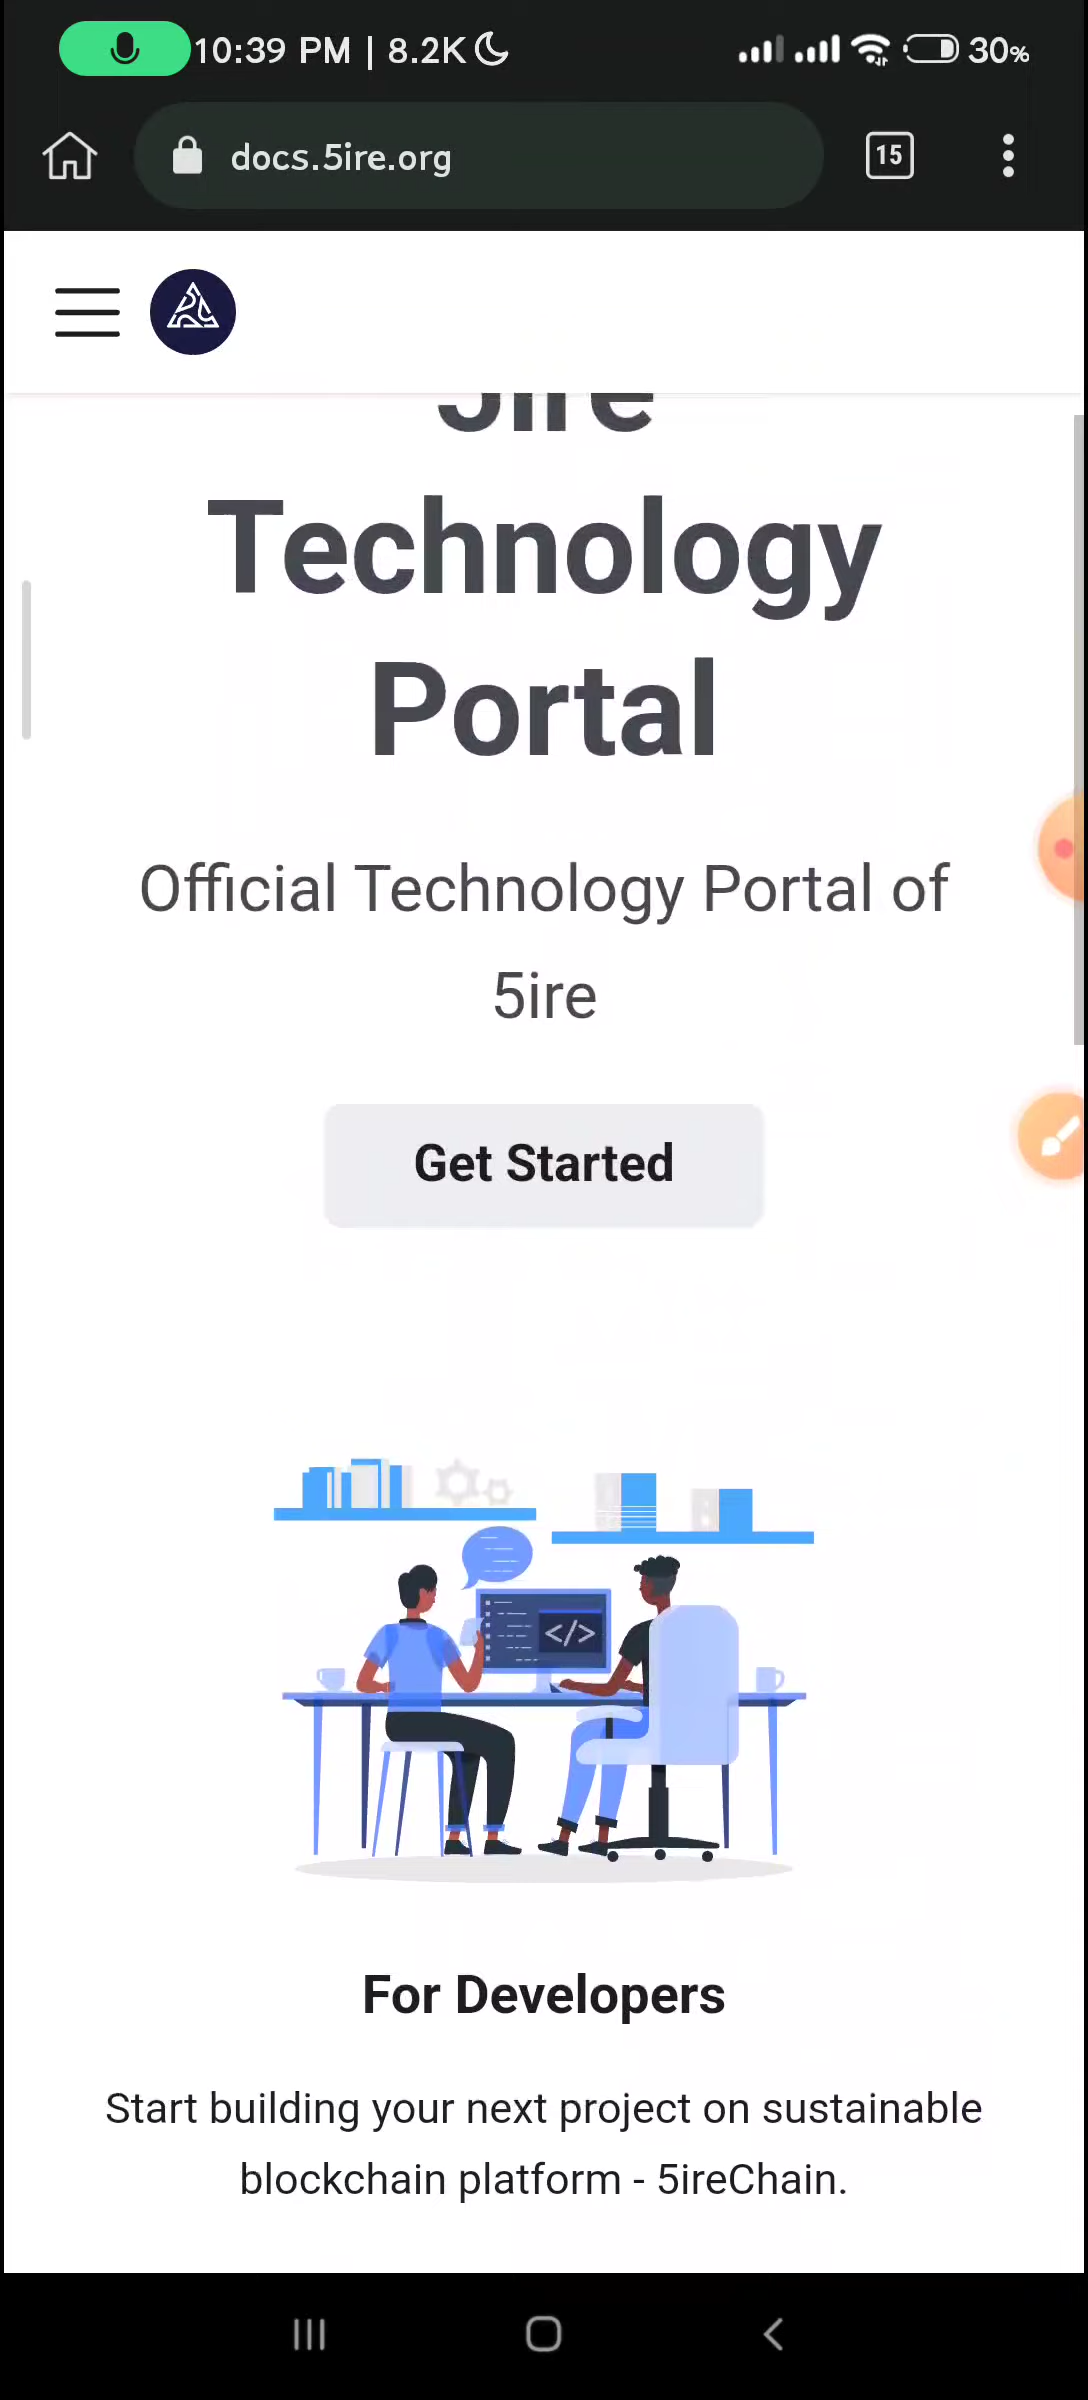 10:39 PM | 8.2K
30%
docs.5ire.org
15
5ire
Technology
Portal
Official Technology Portal of
5ire
Get Started
</>
For Developers
Start building your next project on sustainable
blockchain platform - 5ireChain.